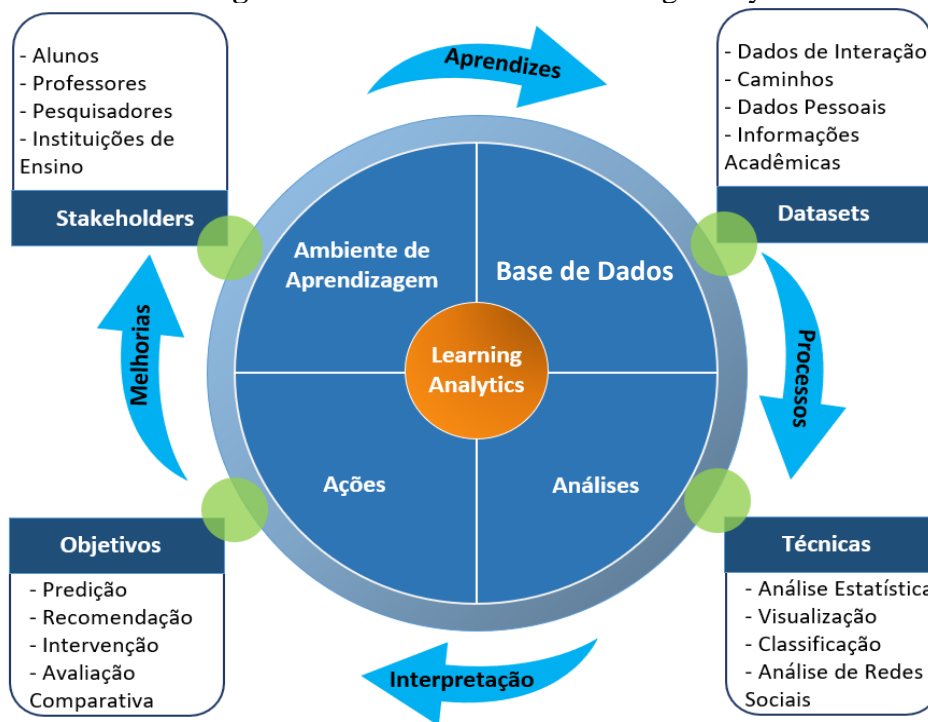 - Alunos
- Professores
- Pesquisadores
- Instituições de
Ensino
Stakeholders
Aprendizes
- Dados de Interação
- Caminhos
- Dados Pessoais
- Informações
Acadêmicas
Datasets
Ambiente de
Aprendizagem
Base de Dados
Learning
Analytics
Ações
Análises
Melhorias
Processos
Objetivos
- Predição
- Recomendação
- Intervenção
- Avaliação
Comparativa
Interpretação
Técnicas
- Análise Estatística
- Visualização
- Classificação
- Análise de Redes
Sociais